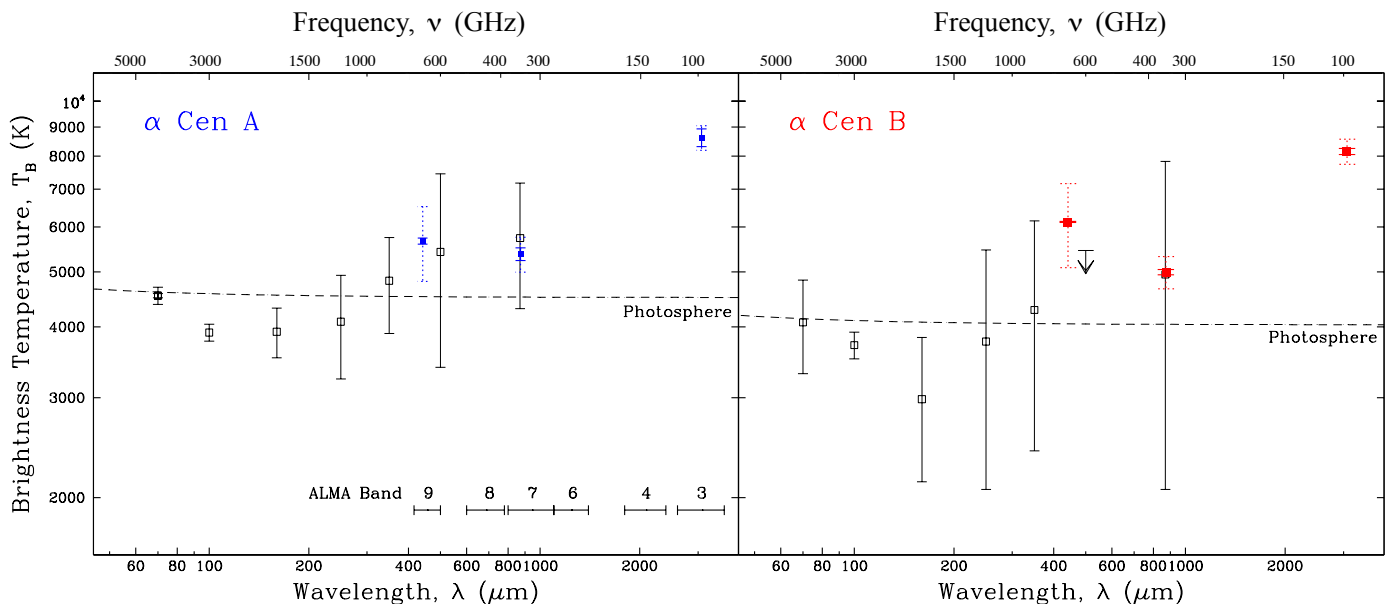 Frequency, ν (GHz)
Frequency, ν (GHz)
5000 3000 1500 1000 600 400 300 150 100
5000 3000 1500 1000 600 400 300 150 100
Brightness Temperature, T_B (K)
10⁴
9000
8000
7000
6000
5000
4000
3000
2000
α Cen A
α Cen B
Photosphere
Photosphere
ALMA Band 9 8 7 6 4 3
60 80 100 200 400 600 800 1000 2000
60 80 100 200 400 600 800 1000 2000
Wavelength, λ (μm)
Wavelength, λ (μm)